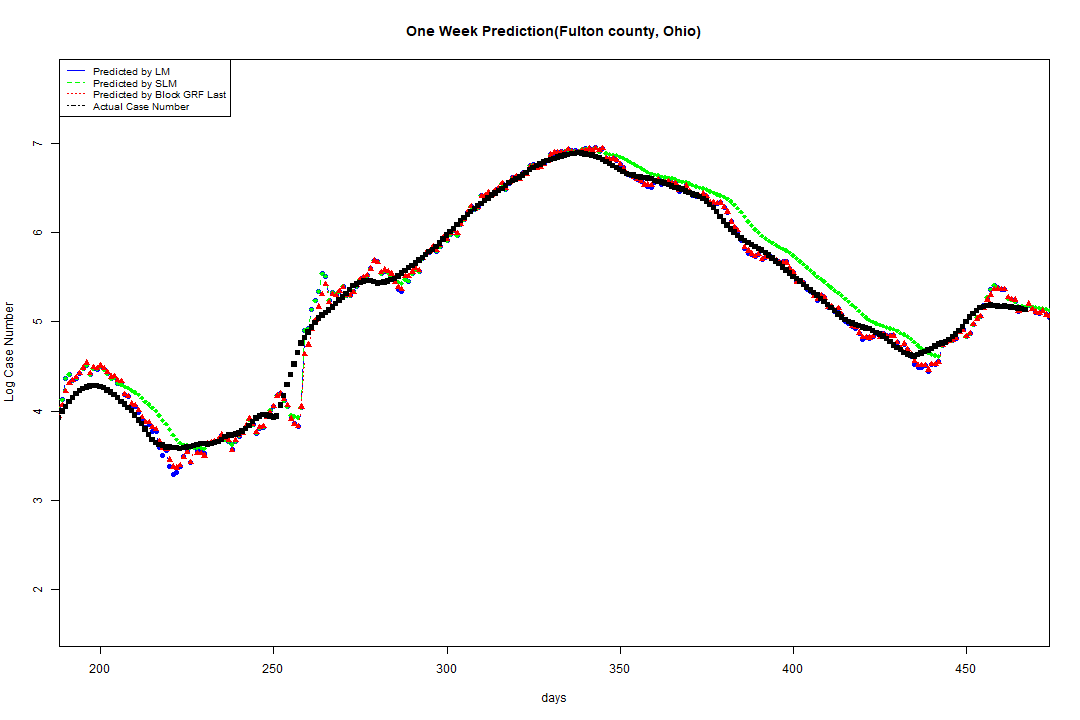 One Week Prediction(Fulton county, Ohio)
Predicted by LM
Predicted by SLM
Predicted by Block GRF Last
Actual Case Number
7
6
5
4
3
2
Log Case Number
200 250 300 350 400 450
days